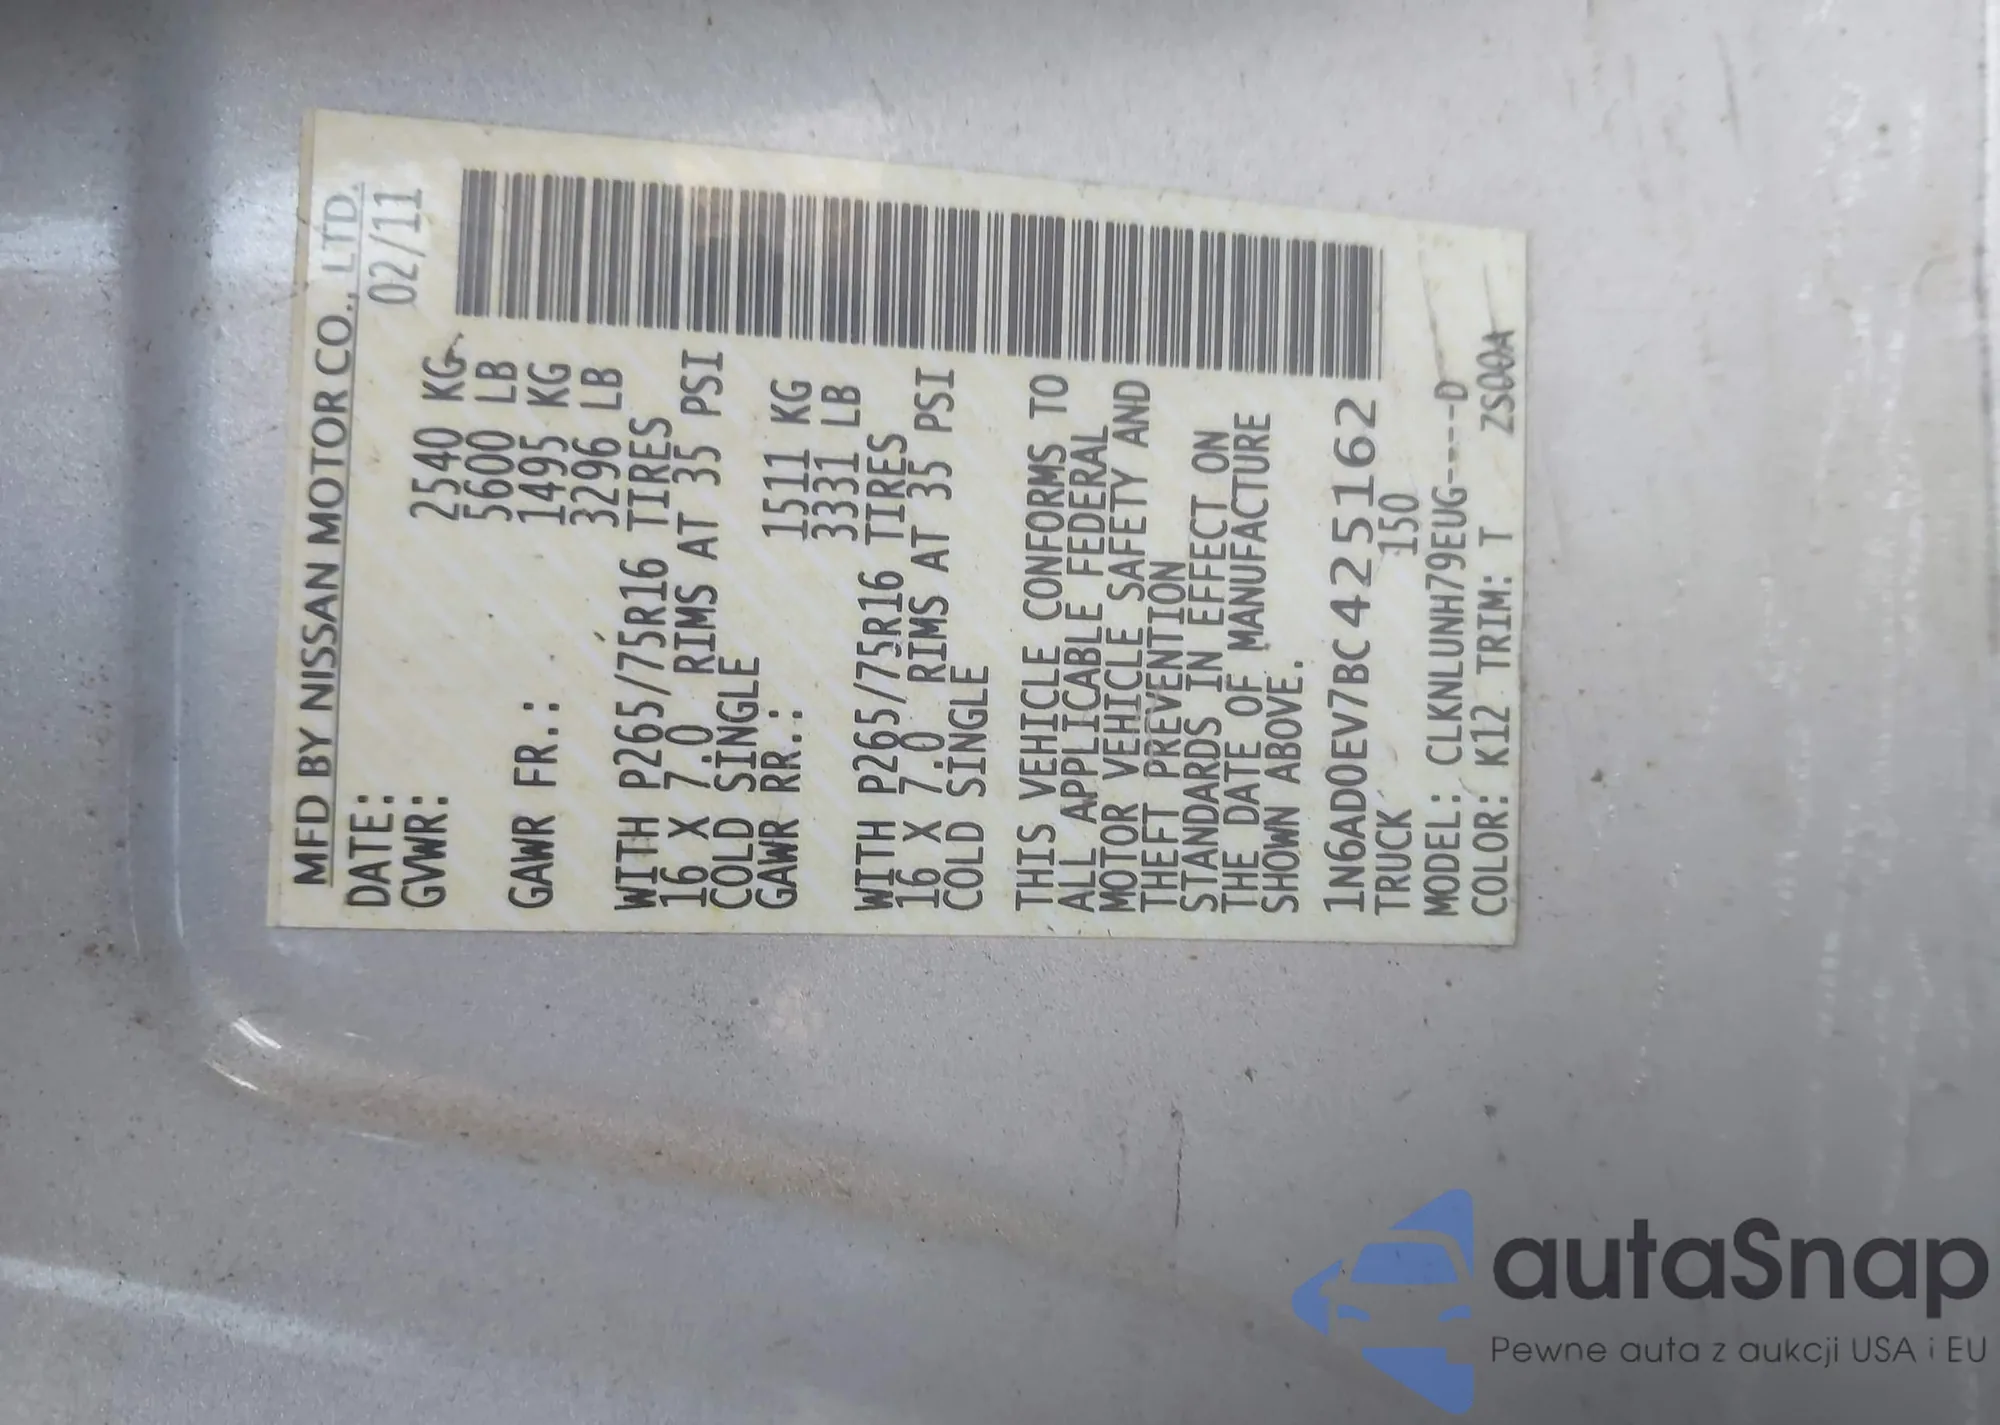 MFD BY NISSAN MOTOR CO., LTD.
DATE: 02/11
GVWR: 2540 KG
5600 LB
GAWR FR.: 1495 KG
3296 LB
WITH P265/75R16 TIRES
16 X 7.0 RIMS AT 35 PSI
COLD SINGLE
GAWR RR.: 1511 KG
3331 LB
WITH P265/75R16 TIRES
16 X 7.0 RIMS AT 35 PSI
COLD SINGLE
THIS VEHICLE CONFORMS TO
ALL APPLICABLE FEDERAL
MOTOR VEHICLE SAFETY AND
THEFT PREVENTION
STANDARDS IN EFFECT ON
THE DATE OF MANUFACTURE
SHOWN ABOVE.
1N6AD0EV7BC425162
TRUCK 150
MODEL: CLKNLUNH79EUG----D
COLOR: K12 TRIM: T ZS00A
autaSnap
Pewne auta z aukcji USA i EU